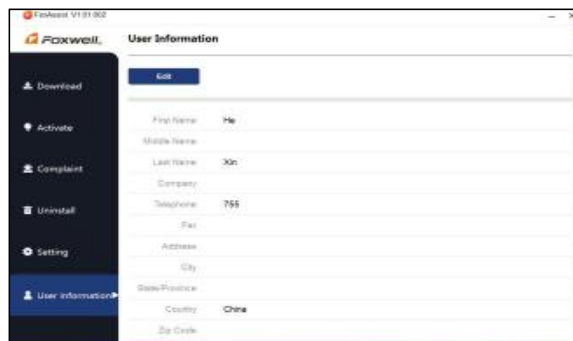 FoxAssist V1.01.002
FOXWELL
User Information
Edit
Download
Activate
Complaint
Uninstall
Setting
User information
First Name He
Middle Name
Last Name Xin
Company
Telephone 755
Fax
Address
City
State/Province
Country China
Zip Code